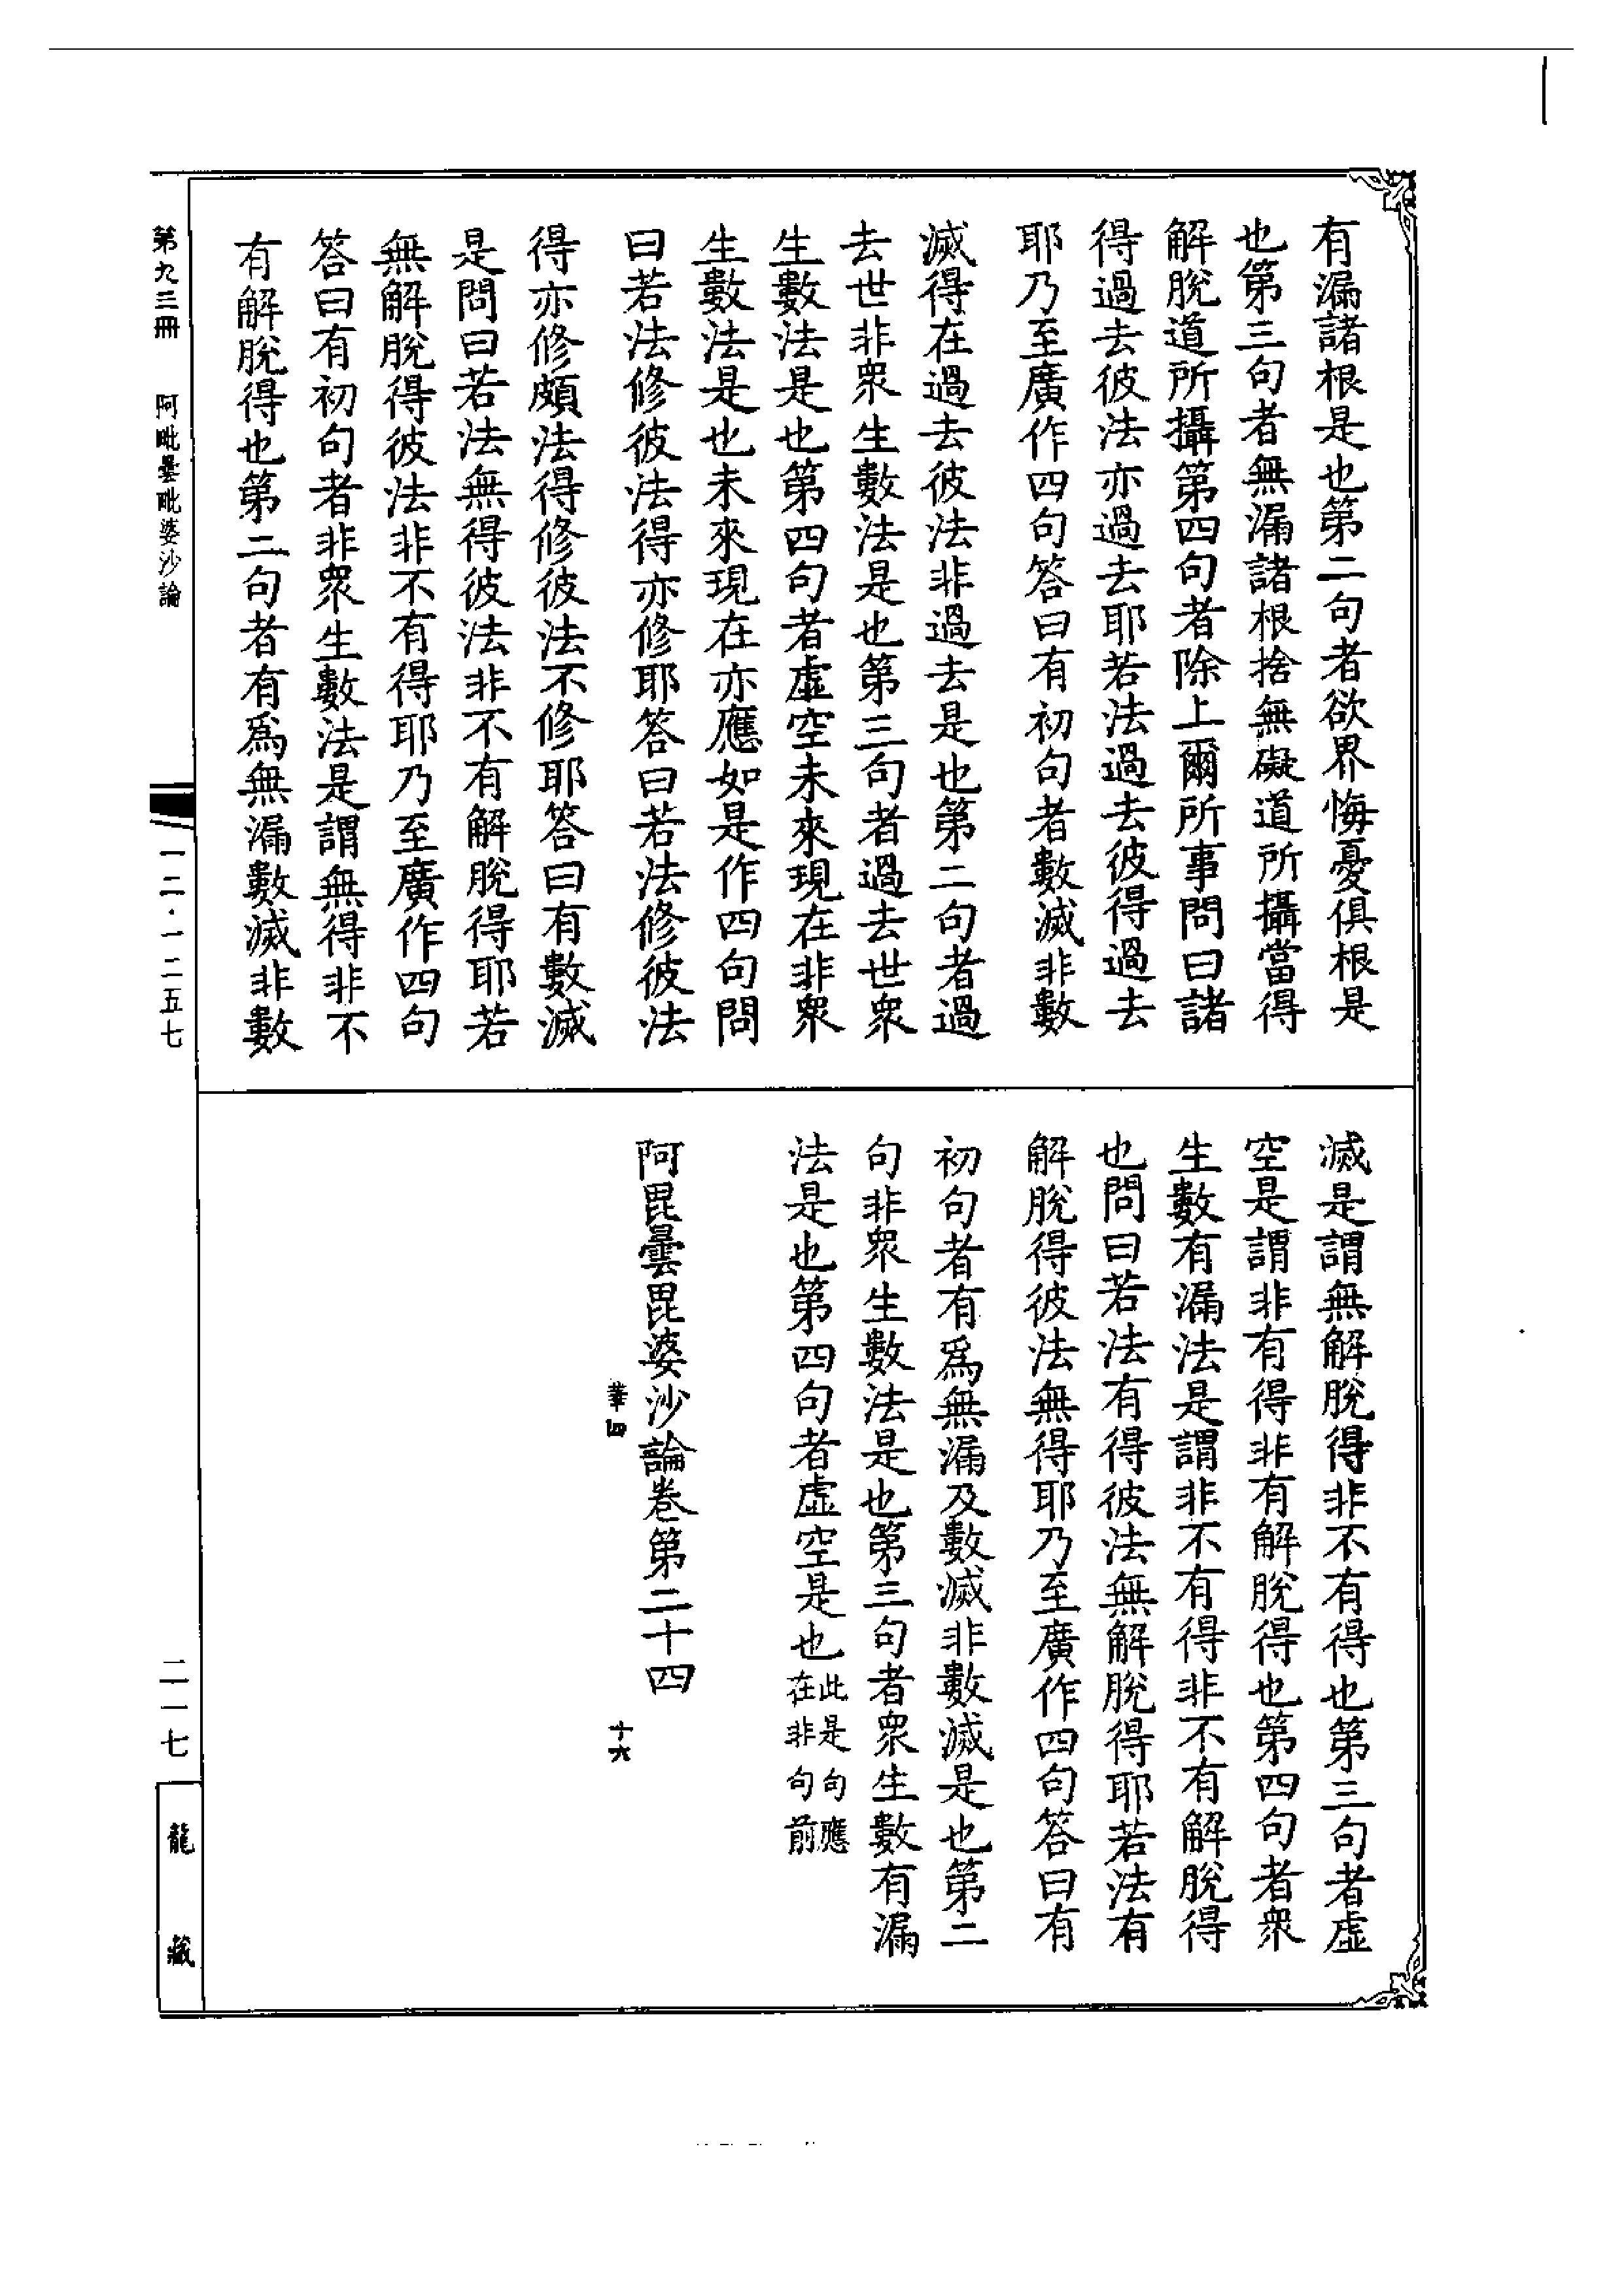 有漏諸根是也第二句者欲界悔憂俱根是
也第三句者無漏諸根捨無礙道所攝當得
解脫道所攝第四句者除上爾所事問曰諸
得過去彼法亦過去耶若法過去彼得過去
耶乃至廣作四句答曰有初句者數滅非數
滅得在過去彼法非過去是也第二句者過
去世非衆生數法是也第三句者過去世衆
生數法是也第四句者虛空未來現在非衆
生數法是也未來現在亦應如是作四句問
曰若法修彼法得亦修耶答曰若法修彼法
得亦修頗法得修彼法不修耶答曰有數滅
是問曰若法無得彼法非不有解脫得耶若
無解脫得彼法非不有得耶乃至廣作四句
答曰有初句者非衆生數法是謂無得非不
有解脫得也第二句者有爲無漏數滅非數
滅是謂無解脫得非不有得也第三句者虛
空是謂非有得非有解脫得也第四句者衆
生數有漏法是謂非不有得非不有解脫得
也問曰若法有得彼法無解脫得耶若法有
解脫得彼法無得耶乃至廣作四句答曰有
初句者有爲無漏及數滅非數滅是也第二
句非衆生數法是也第三句者衆生數有漏
法是也第四句者虛空是也此是句應
在非句前
阿毘曇毘婆沙論卷第二十四
華四
十六
第九三冊
阿毗曇毗婆沙論
一二·一二五七
二一七
龍藏